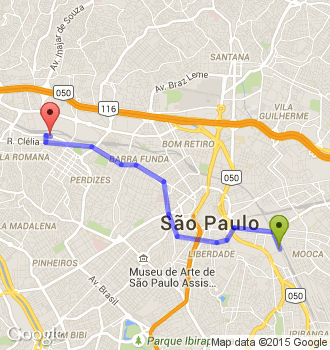 Av. majar de Souza
SANTANA
050
Av. Braz Leme
116
VILA
GUILHERME
R. Clélia
BOM RETIRO
LA ROMANA
BARRA FUNDA
050
PERDIZES
São Paulo
LA MADALENA
LIBERDADE
MOOCA
PINHEIROS
Museu de Arte de
São Paulo Assis...
Av. Brasil
050
Google
IM BIBI
Parque Ibirap
IPIRANGA
Map data ©2015 Google